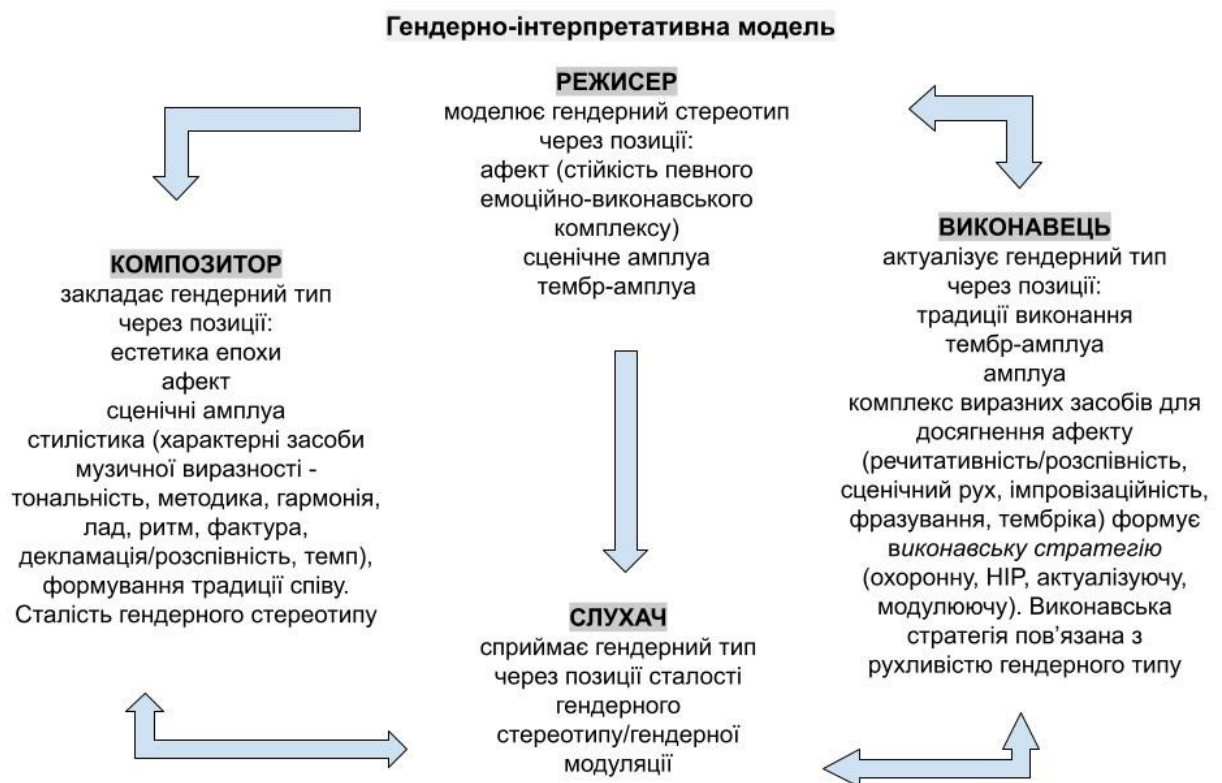 Гендерно-інтерпретативна модель
РЕЖИСЕР
моделює гендерний стереотип
через позиції:
афект (стійкість певного
емоційно-виконавського
комплексу)
сценічне амплуа
тембр-амплуа
КОМПОЗИТОР
закладає гендерний тип
через позиції:
естетика епохи
афект
сценічні амплуа
стилістика (характерні засоби
музичної виразності -
тональність, методика, гармонія,
лад, ритм, фактура,
декламація/розспівність, темп),
формування традиції співу.
Сталість гендерного стереотипу
ВИКОНАВЕЦЬ
актуалізує гендерний тип
через позиції:
традиції виконання
тембр-амплуа
амплуа
комплекс виразних засобів для
досягнення афекту
(речитативність/розспівність,
сценічний рух, імпровізаційність,
фразування, тембріка) формує
виконавську стратегію
(охоронну, НІР, актуалізуючу,
модулюючу). Виконавська
стратегія пов’язана з
рухливістю гендерного типу
СЛУХАЧ
сприймає гендерний тип
через позиції сталості
гендерного
стереотипу/гендерної
модуляції